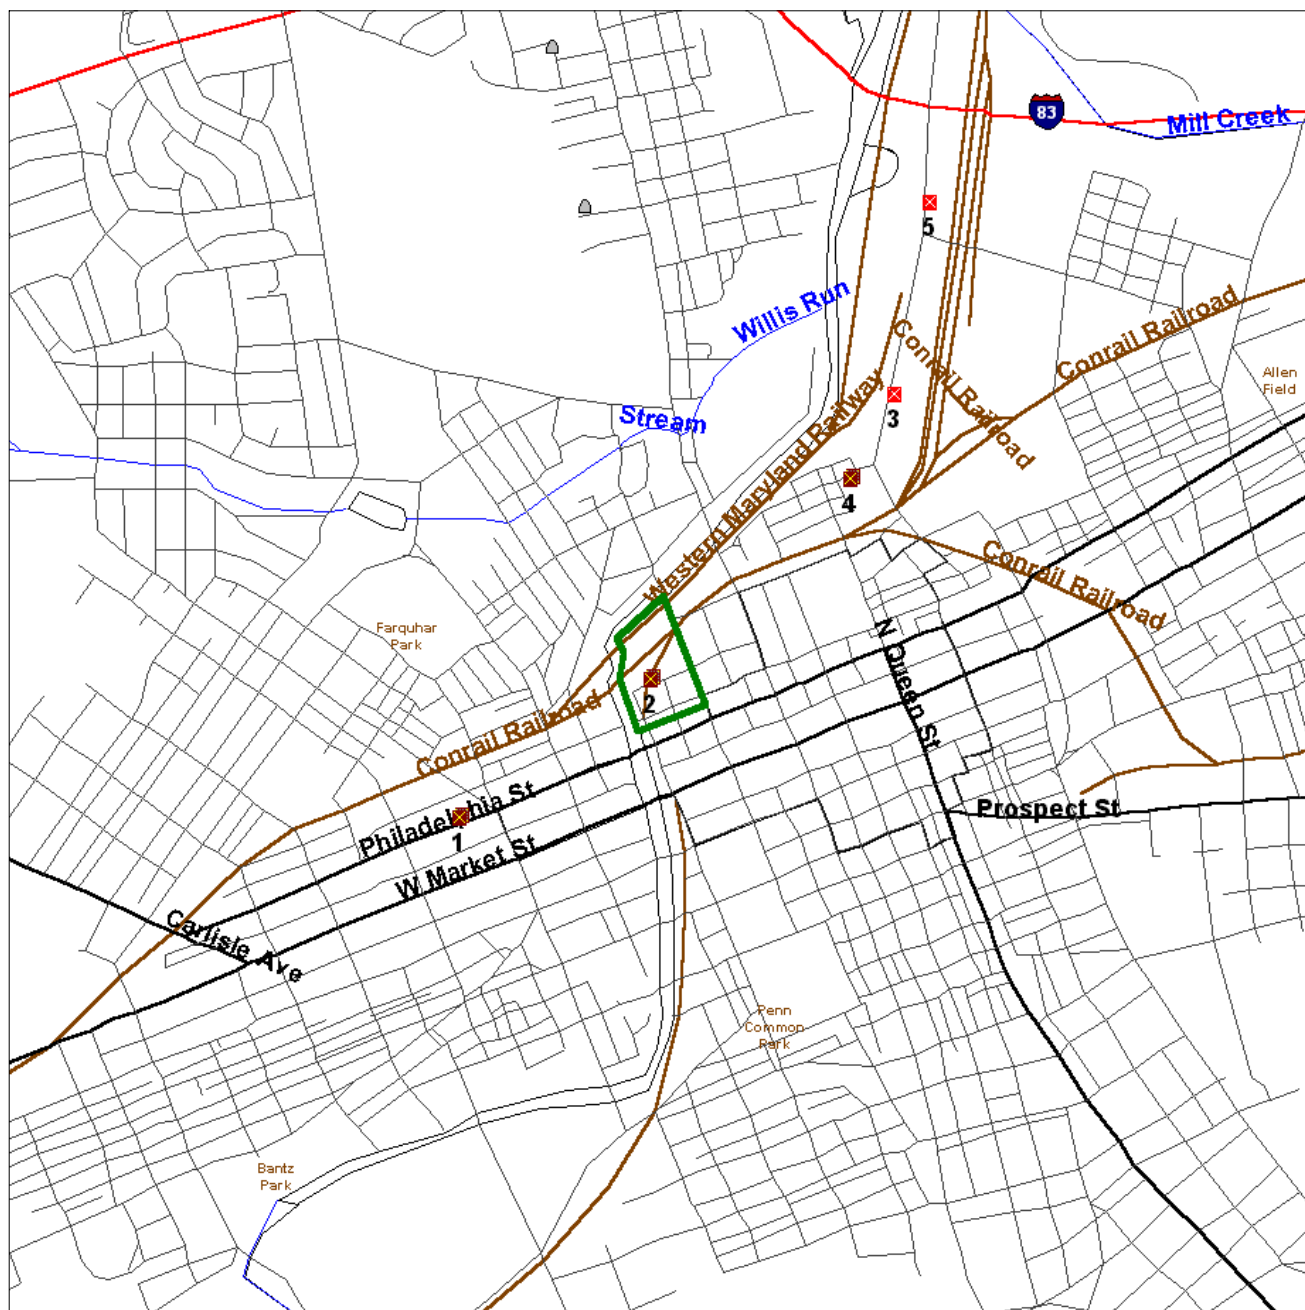 83
Mill Creek
5
Willis Run
Conrail Railroad
Conrail Railroad
Allen
Field
Western Maryland Railway
3
Stream
4
Conrail Railroad
Farquhar
Park
N Queen St
2
Conrail Railroad
Philadelphia St
1
W Market St
Prospect St
Carlisle Ave
Penn
Common
Park
Bantz
Park